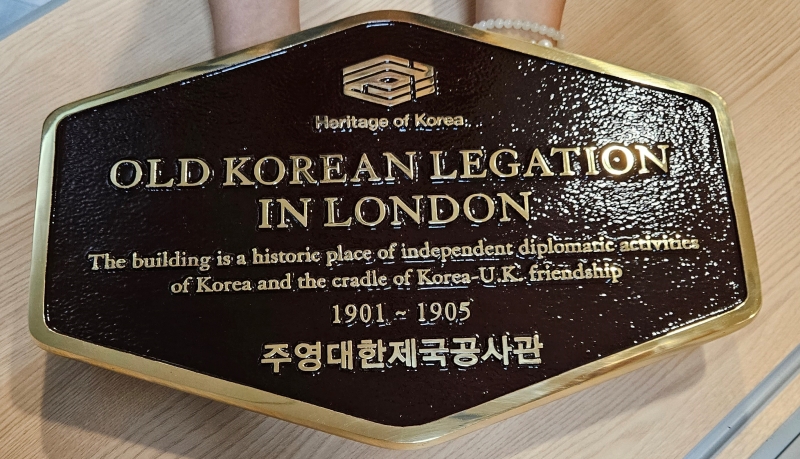 Heritage of Korea
OLD KOREAN LEGATION
IN LONDON
The building is a historic place of independent diplomatic activities
of Korea and the cradle of Korea-U.K. friendship
1901 ~ 1905
주영대한제국공사관